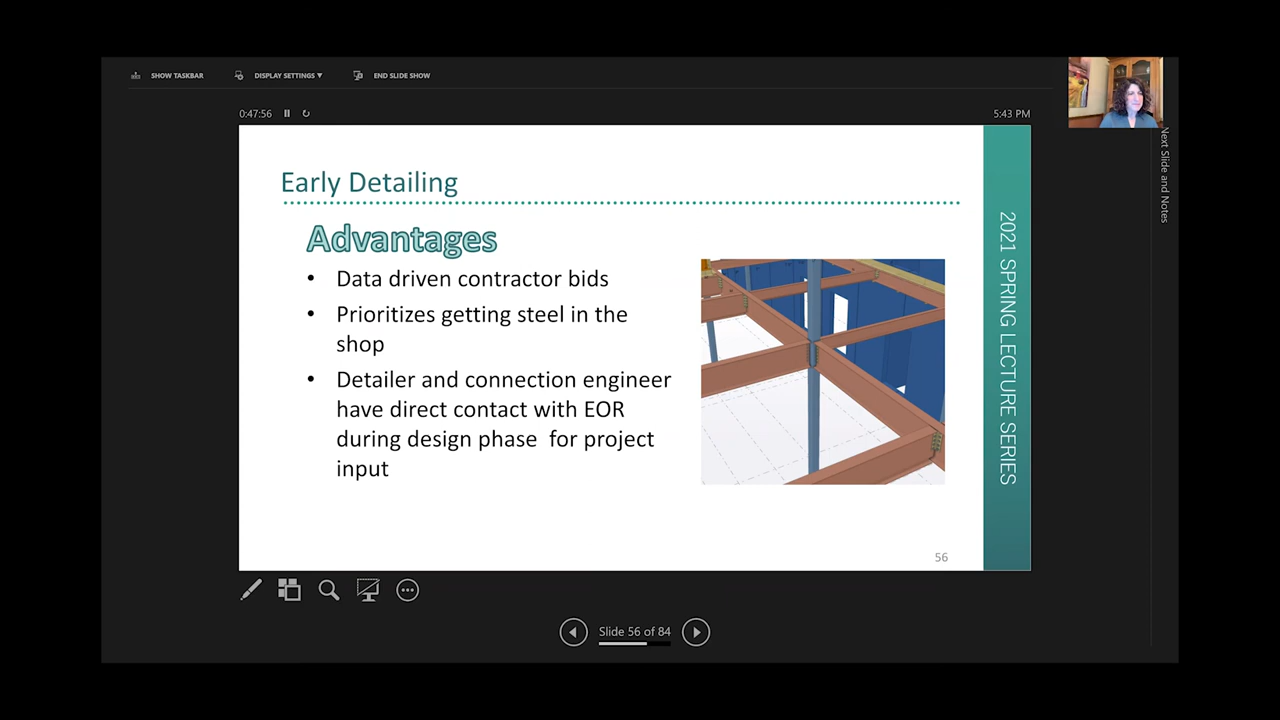 SHOW TASKBAR
DISPLAY SETTINGS ▼
END SLIDE SHOW
0:47:56
5:43 PM
Next Slide and Notes
Early Detailing
Advantages
• Data driven contractor bids
• Prioritizes getting steel in the
shop
• Detailer and connection engineer
have direct contact with EOR
during design phase  for project
input
2021 SPRING LECTURE SERIES
56
Slide 56 of 84